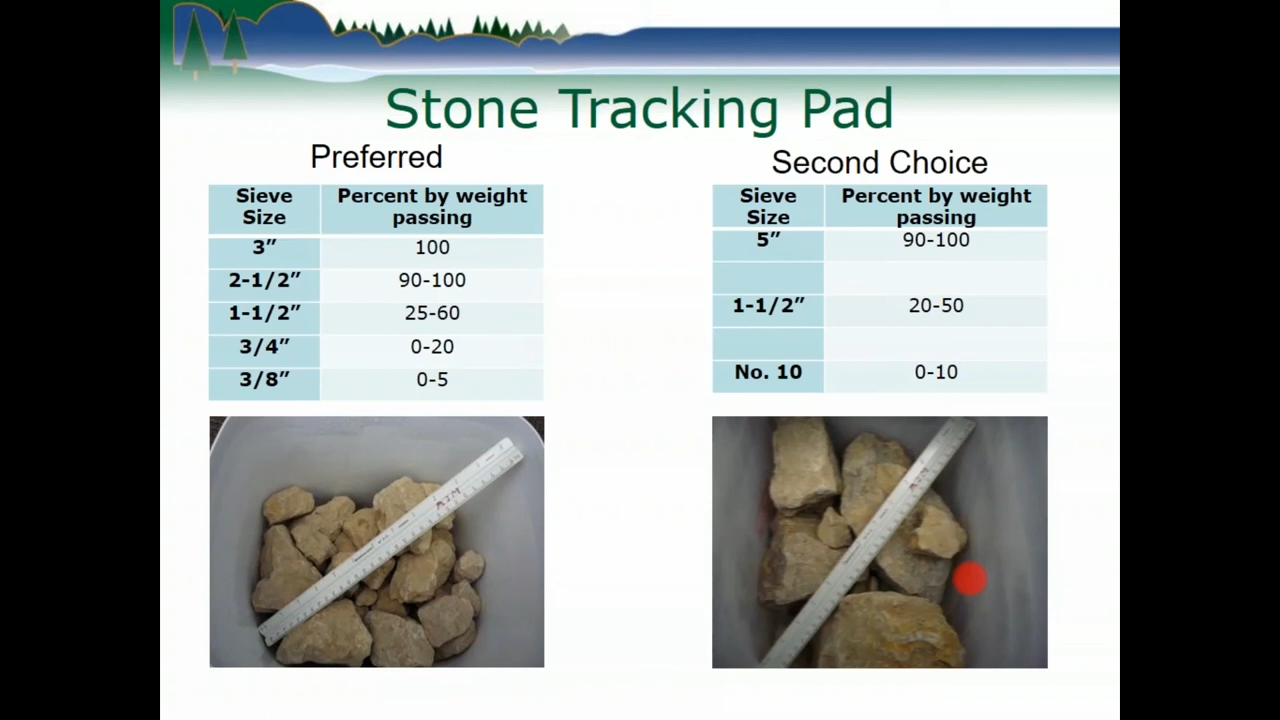 Stone Tracking Pad
Preferred
Sieve Size
Percent by weight passing
3”
100
2-1/2”
90-100
1-1/2”
25-60
3/4”
0-20
3/8”
0-5
Second Choice
Sieve Size
Percent by weight passing
5”
90-100
1-1/2”
20-50
No. 10
0-10
AJM
AJM